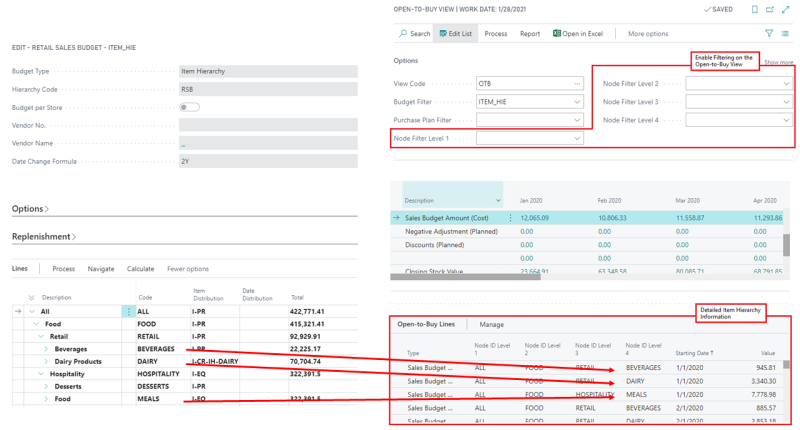 EDIT - RETAIL SALES BUDGET - ITEM_HIE
Budget Type Item Hierarchy
Hierarchy Code RSB
Budget per Store
Vendor No.
Vendor Name _
Date Change Formula 2Y
Options
Replenishment
Lines Process Navigate Calculate Fewer options
Description Code Item Distribution Date Distribution Total
All ALL I-PR 422,771.41
Food FOOD I-PR 415,321.41
Retail RETAIL I-PR 92,929.91
Beverages BEVERAGES I-PR 22,225.17
Dairy Products DAIRY I-CR-IH-DAIRY 70,704.74
Hospitality HOSPITALITY I-EQ 322,391.5
Desserts DESSERTS I-PR
Food MEALS I-EQ 322,391.5
OPEN-TO-BUY VIEW | WORK DATE: 1/28/2021 SAVED
Search Edit List Process Report Open in Excel More options
Options
Enable Filtering on the
Open-to-Buy View
Show more
View Code OTB ...
Budget Filter ITEM_HIE
Purchase Plan Filter
Node Filter Level 1
Node Filter Level 2
Node Filter Level 3
Node Filter Level 4
Description Jan 2020 Feb 2020 Mar 2020 Apr 2020
Sales Budget Amount (Cost) 12,065.09 10,806.33 11,558.87 11,293.86
Negative Adjustment (Planned) 0.00 0.00 0.00 0.00
Discounts (Planned) 0.00 0.00 0.00 0.00
0.00 0.00 0.00 0.00
Closing Stock Value 23,664.91 63,348.58 80,085.71 68,791.85
Detailed Item Hierarchy
Information
Open-to-Buy Lines Manage
Type Node ID Level 1 Node ID Level 2 Node ID Level 3 Node ID Level 4 Starting Date Value
Sales Budget ... ALL FOOD RETAIL BEVERAGES 1/1/2020 945.81
Sales Budget ... ALL FOOD RETAIL DAIRY 1/1/2020 3,340.30
Sales Budget ... ALL FOOD HOSPITALITY MEALS 1/1/2020 7,778.98
Sales Budget ... ALL FOOD RETAIL BEVERAGES 2/1/2020 885.57
Sales Budget ... ALL FOOD RETAIL DAIRY 2/1/2020 2,853.18